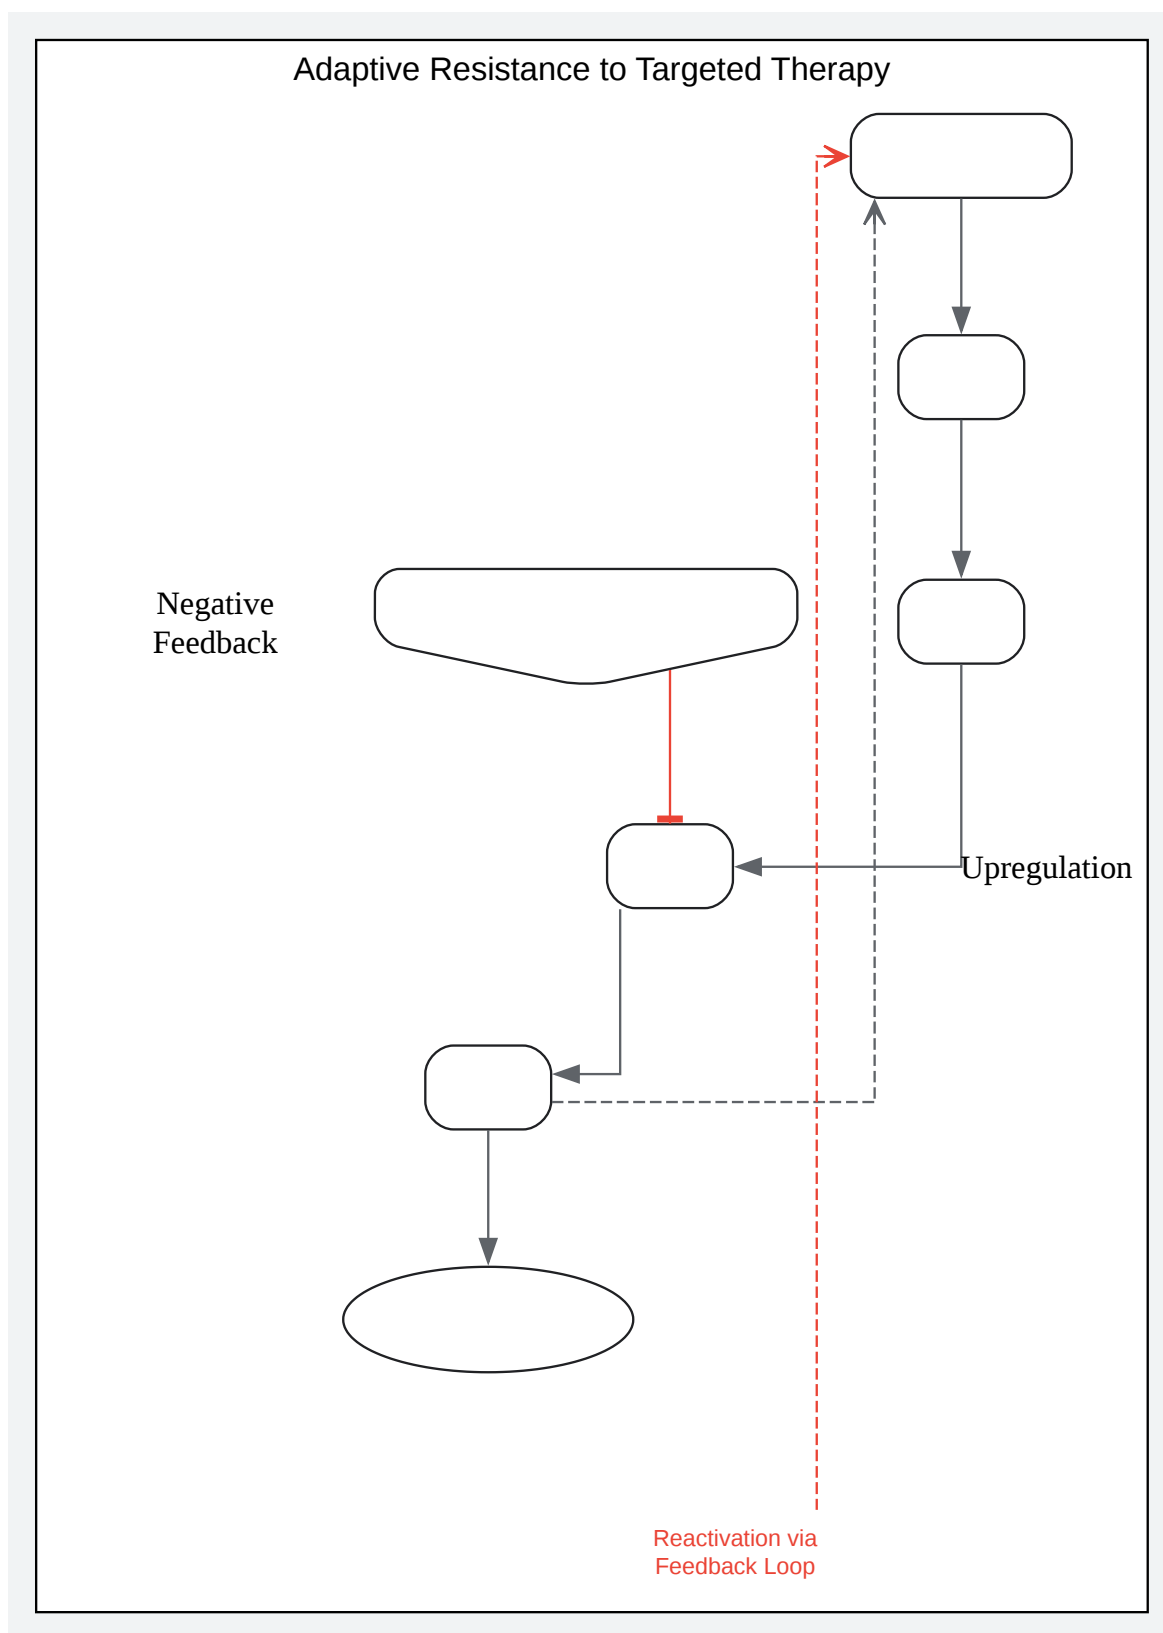 Adaptive Resistance to Targeted Therapy
Negative
Feedback
Upregulation
Reactivation via
Feedback Loop